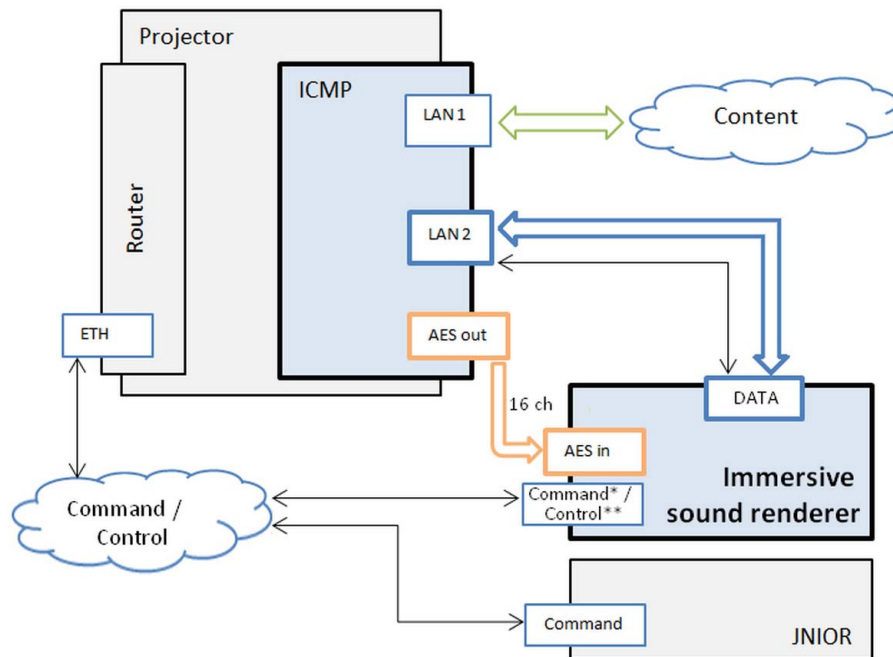 Projector
ICMP
LAN 1
Content
Router
LAN 2
ETH
AES out
16 ch
DATA
AES in
Immersive
sound renderer
Command* /
Control**
Command /
Control
Command
JNIOR